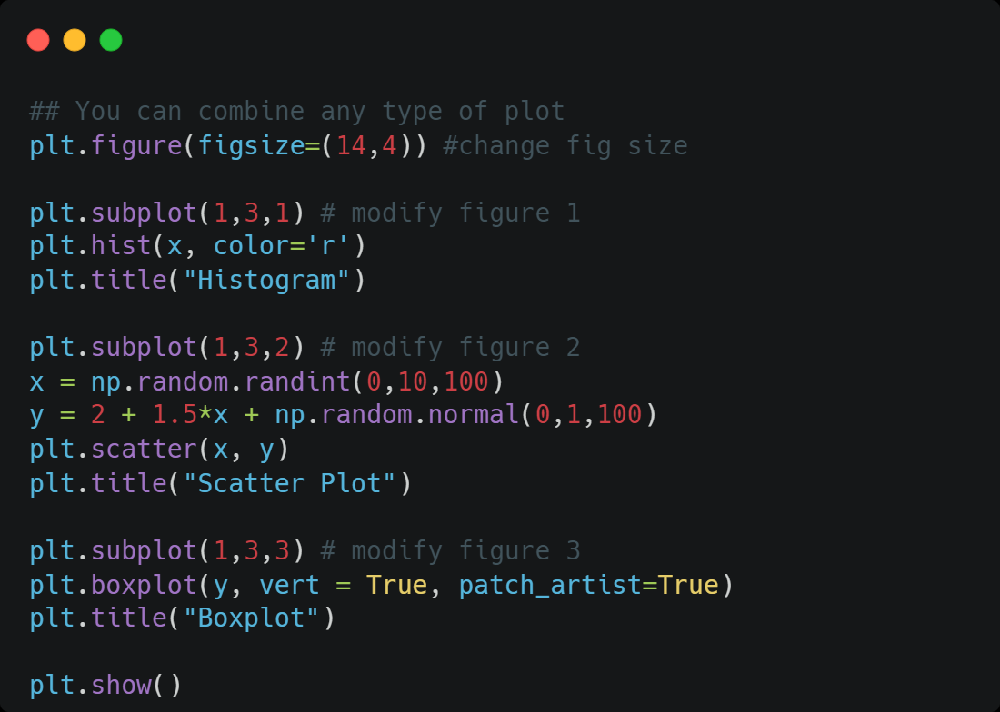 ## You can combine any type of plot
plt.figure(figsize=(14,4)) #change fig size
plt.subplot(1,3,1) # modify figure 1
plt.hist(x, color='r')
plt.title("Histogram")
plt.subplot(1,3,2) # modify figure 2
x = np.random.randint(0,10,100)
y = 2 + 1.5*x + np.random.normal(0,1,100)
plt.scatter(x, y)
plt.title("Scatter Plot")
plt.subplot(1,3,3) # modify figure 3
plt.boxplot(y, vert = True, patch_artist=True)
plt.title("Boxplot")
plt.show()